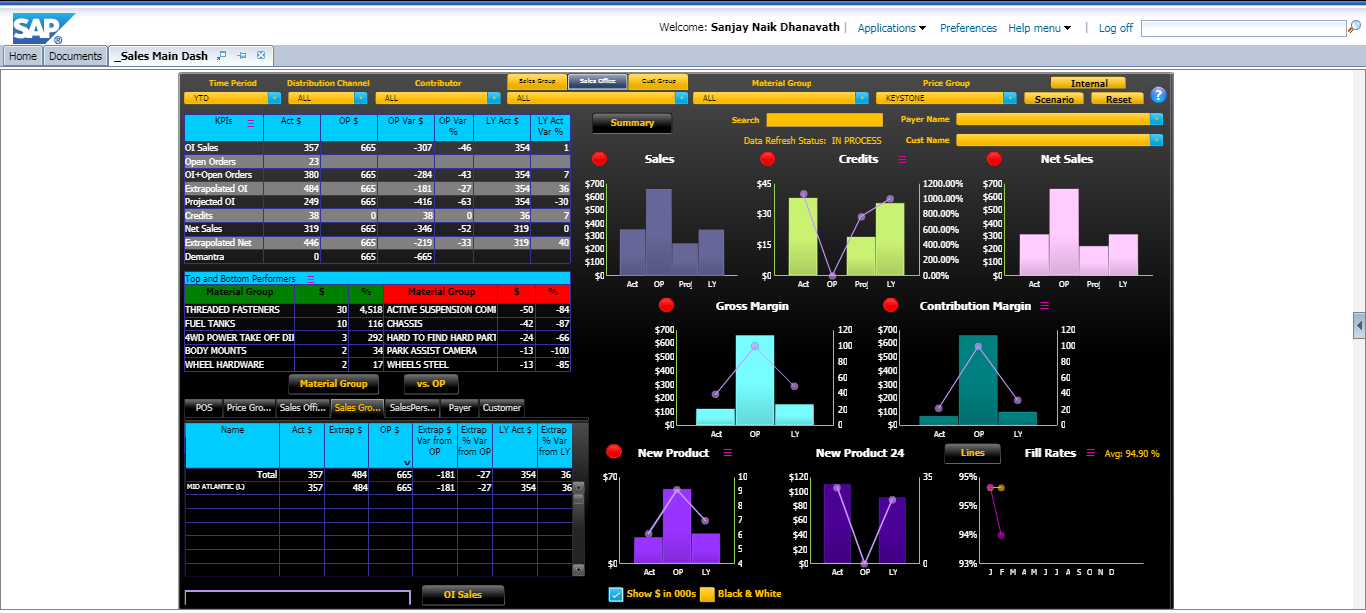 SAP ®
Welcome: Sanjay Naik Dhanavath | Applications Preferences Help menu | Log off
Home Documents _Sales Main Dash
Time Period Distribution Channel Contributor Sales Group Sales Office Cust Group Material Group Price Group Internal
YTD ALL ALL ALL ALL KEYSTONE Scenario Reset ?
KPIs Act $ OP $ OP Var $ OP Var % LY Act $ LY Act Var %
OI Sales 357 665 -307 -46 354 1
Open Orders 23
OI+Open Orders 380 665 -284 -43 354 7
Extrapolated OI 484 665 -181 -27 354 36
Projected OI 249 665 -416 -63 354 -30
Credits 38 0 38 0 36 7
Net Sales 319 665 -346 -52 319 0
Extrapolated Net 446 665 -219 -33 319 40
Demantra 0 665 -665
Top and Bottom Performers
Material Group $ % Material Group $ %
THREADED FASTENERS 30 4,518 ACTIVE SUSPENSION COMI -50 -84
FUEL TANKS 10 116 CHASSIS -42 -87
4WD POWER TAKE OFF DII 3 292 HARD TO FIND HARD PART -24 -66
BODY MOUNTS 2 34 PARK ASSIST CAMERA -13 -100
WHEEL HARDWARE 2 17 WHEELS STEEL -13 -85
Material Group vs. OP
POS Price Gro... Sales Offi... Sales Gro... SalesPers... Payer Customer
Name Act $ Extrap $ OP $ Extrap $ Var from OP Extrap % Var from OP LY Act $ Extrap % Var from LY
Total 357 484 665 -181 -27 354 36
MID ATLANTIC (L) 357 484 665 -181 -27 354 36
OI Sales
Summary Search Payer Name
Data Refresh Status: IN PROCESS Cust Name
Sales
$700
$600
$500
$400
$300
$200
$100
$0
Act OP Proj LY
Credits
$45
$30
$15
$0
1200.00%
1000.00%
800.00%
600.00%
400.00%
200.00%
0.00%
Act OP Proj LY
Net Sales
$700
$600
$500
$400
$300
$200
$100
$0
Act OP Proj LY
Gross Margin
$700
$600
$500
$400
$300
$200
$100
$0
120
100
80
60
40
20
0
Act OP LY
Contribution Margin
$700
$600
$500
$400
$300
$200
$100
$0
120
100
80
60
40
20
0
Act OP LY
New Product
$70
$0
10
9
8
7
6
5
4
Act OP LY
New Product 24
$120
$100
$80
$60
$40
$20
$0
35
0
Act OP LY
Lines Fill Rates Avg: 94.90 %
95%
95%
94%
93%
J F M A M J J A S O N D
Show $ in 000s Black & White